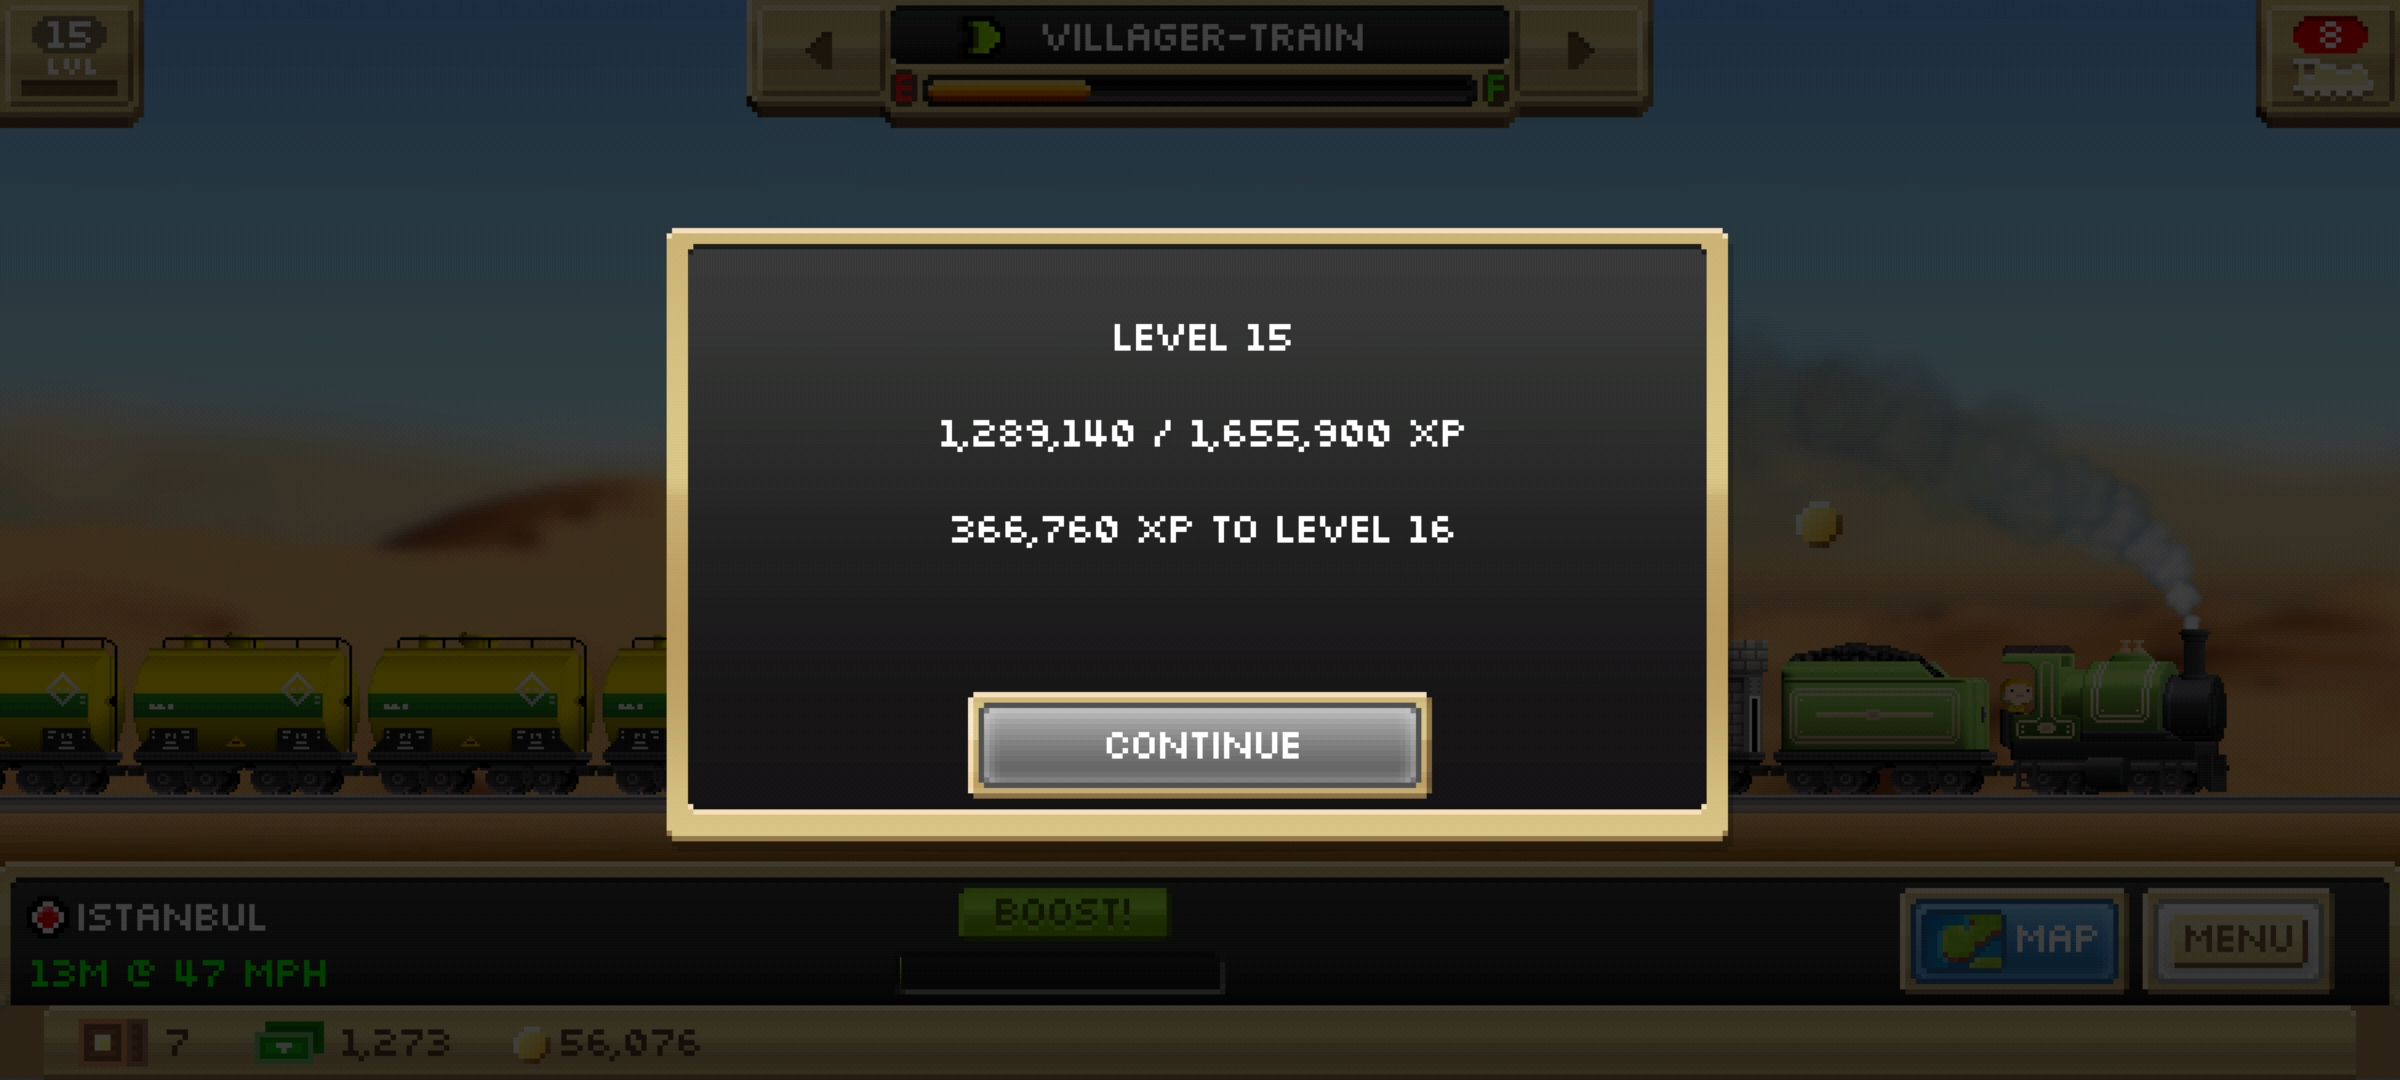 15
LVL
VILLAGER-TRAIN
E F
8
LEVEL 15
1,289,140 / 1,655,900 XP
366,760 XP TO LEVEL 16
CONTINUE
ISTANBUL
13M @ 47 MPH
BOOST!
MAP
MENU
7 1,273 56,076